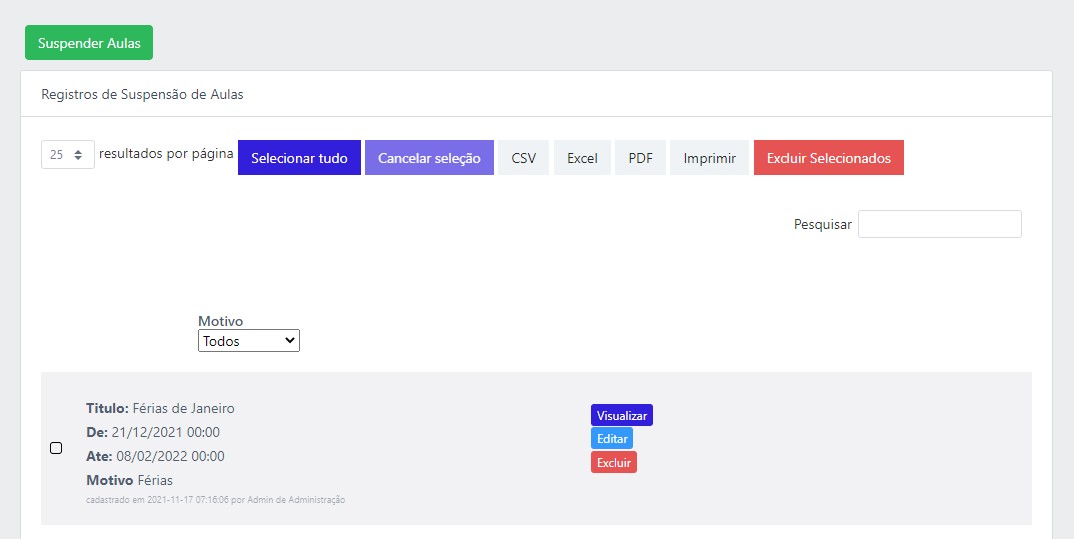 Suspender Aulas
Registros de Suspensão de Aulas
25 resultados por página Selecionar tudo Cancelar seleção CSV Excel PDF Imprimir Excluir Selecionados
Pesquisar
Motivo
Todos
Titulo: Férias de Janeiro
De: 21/12/2021 00:00
Ate: 08/02/2022 00:00
Motivo Férias
cadastrado em 2021-11-17 07:16:06 por Admin de Administração
Visualizar
Editar
Excluir